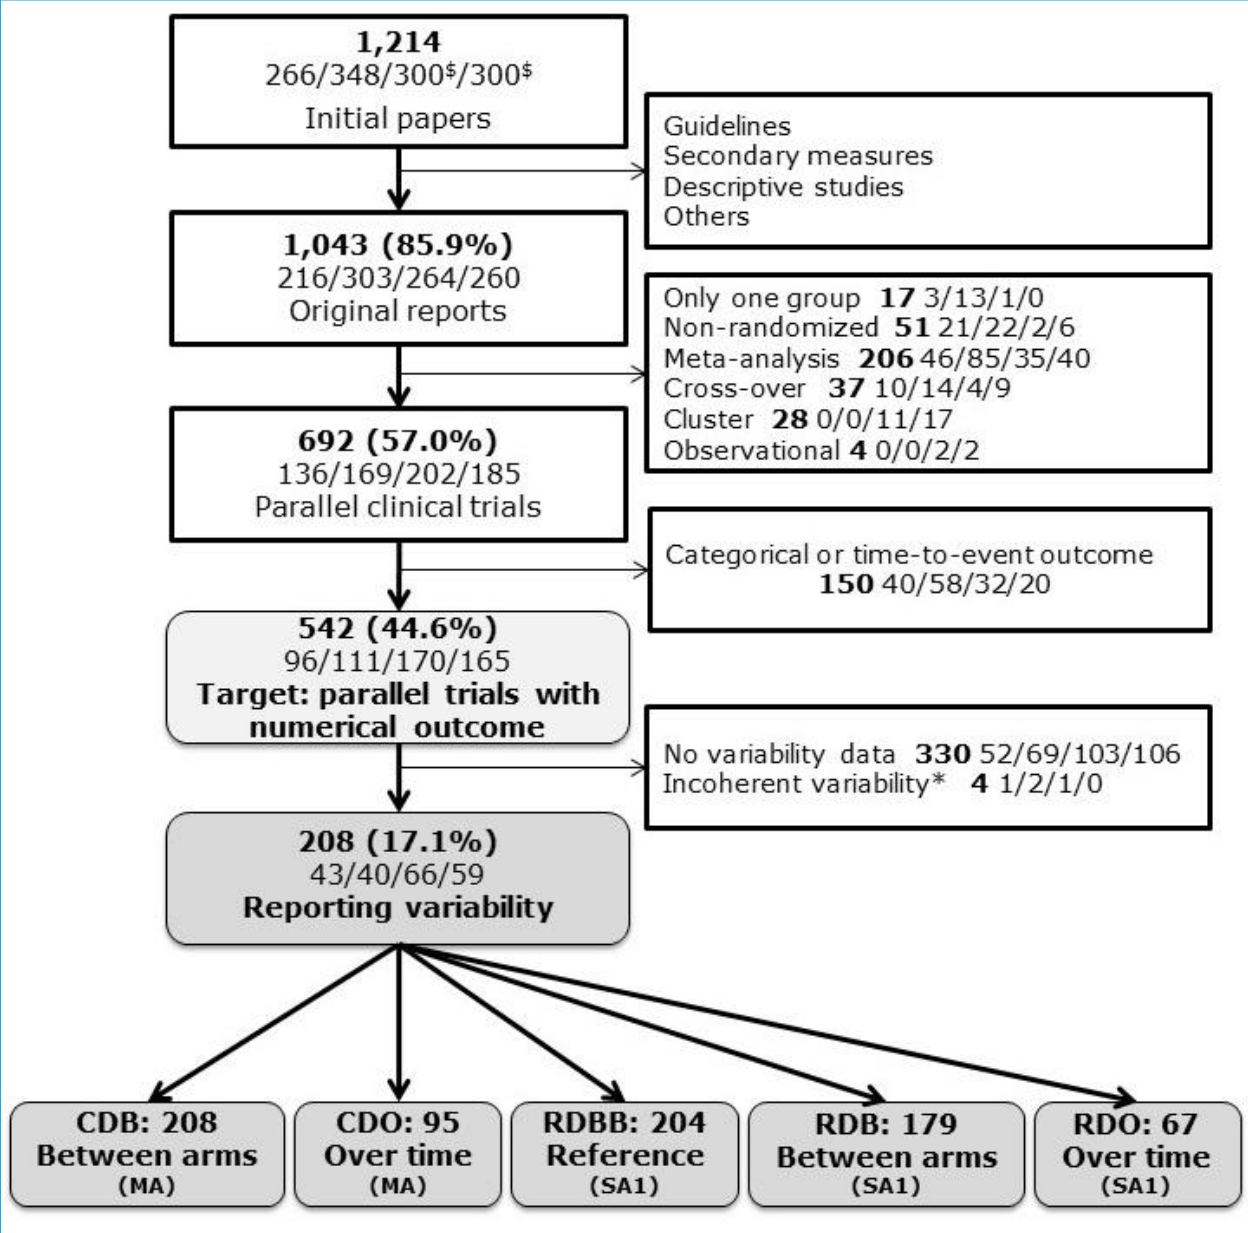 1,214
266/348/300$/300$
Initial papers
Guidelines
Secondary measures
Descriptive studies
Others
1,043 (85.9%)
216/303/264/260
Original reports
Only one group 17 3/13/1/0
Non-randomized 51 21/22/2/6
Meta-analysis 206 46/85/35/40
Cross-over 37 10/14/4/9
Cluster 28 0/0/11/17
Observational 4 0/0/2/2
692 (57.0%)
136/169/202/185
Parallel clinical trials
Categorical or time-to-event outcome
150 40/58/32/20
542 (44.6%)
96/111/170/165
Target: parallel trials with
numerical outcome
No variability data 330 52/69/103/106
Incoherent variability* 4 1/2/1/0
208 (17.1%)
43/40/66/59
Reporting variability
CDB: 208
Between arms
(MA)
CDO: 95
Over time
(MA)
RDBB: 204
Reference
(SA1)
RDB: 179
Between arms
(SA1)
RDO: 67
Over time
(SA1)